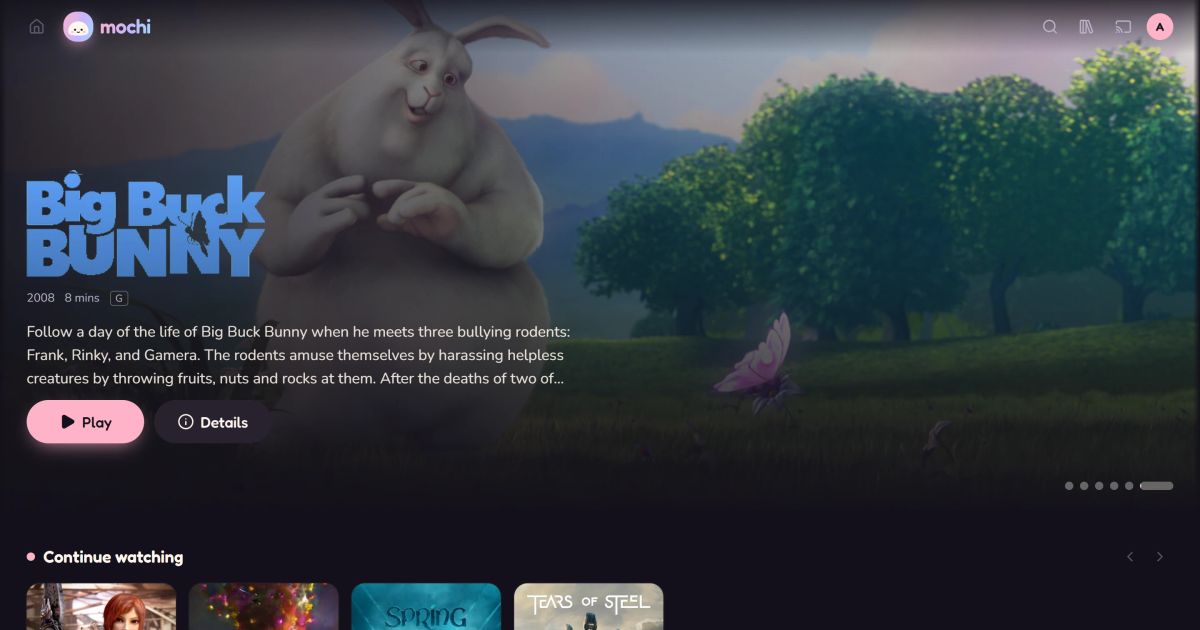 mochi
A
Big Buck
BUNNY
2008 8 mins G
Follow a day of the life of Big Buck Bunny when he meets three bullying rodents:
Frank, Rinky, and Gamera. The rodents amuse themselves by harassing helpless
creatures by throwing fruits, nuts and rocks at them. After the deaths of two of...
Play
Details
Continue watching
SPRING
TEARS OF STEEL